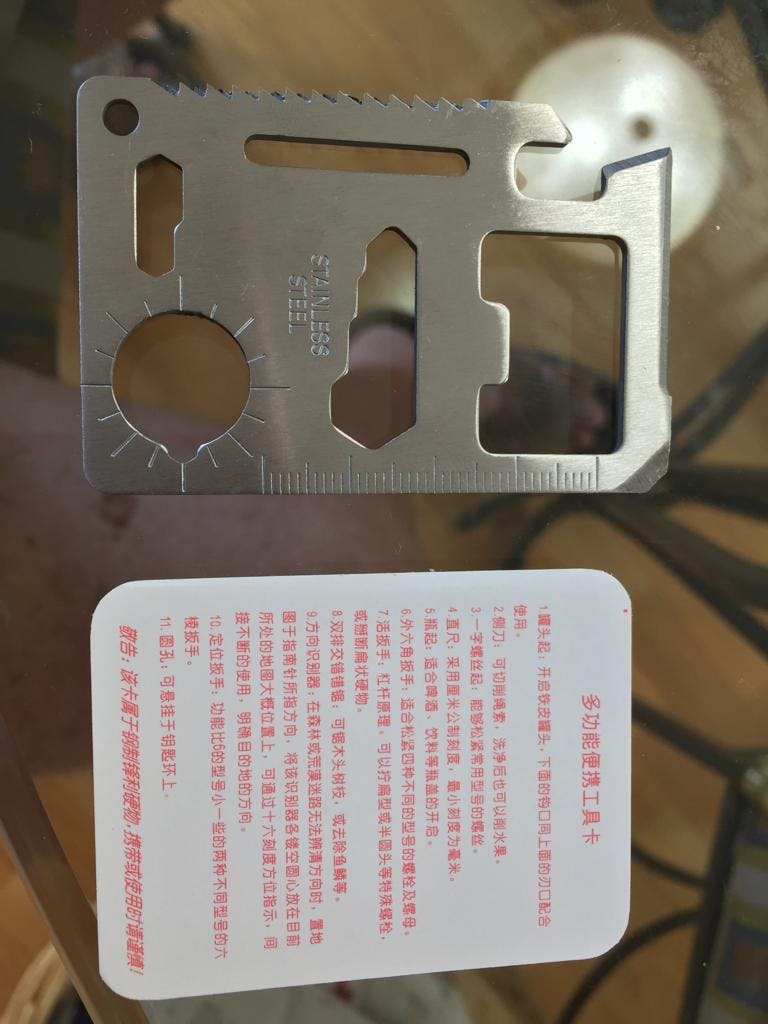 STAINLESS
STEEL
多功能便携工具卡
1.罐头起：开启铁皮罐头，下面的钩口同上面的刃口配合
使用。
2.侧刀：可切削绳索，洗净后也可以削水果。
3.一字螺丝起：能够松紧常用型号的螺丝。
4.直尺：采用厘米公制刻度，最小刻度为毫米。
5.瓶起：适合啤酒、饮料等瓶盖的开启。
6.外六角扳手：适合松紧四种不同的型号的螺栓及螺母。
7.活扳手：杠杆原理。可以拧扁型或半圆头等特殊螺栓，
或掰断扁状硬物。
8.双排交错错锯：可锯木头树枝，或去除鱼鳞等。
9.方向识别器：在森林或荒漠迷路无法辨清方向时，置地
图于指南针所指方向，将该识别器各镂空圆心放在目前
所处的地图大概位置上，可通过十六刻度方位指示，间
接不断的使用，明确目的地的方向。
10.定位扳手：功能比6的型号小一些的两种不同型号的六
棱扳手。
11.圆孔：可悬挂于钥匙环上．
敬告：该卡属于钢制锋利硬物，携带或使用时请谨慎！